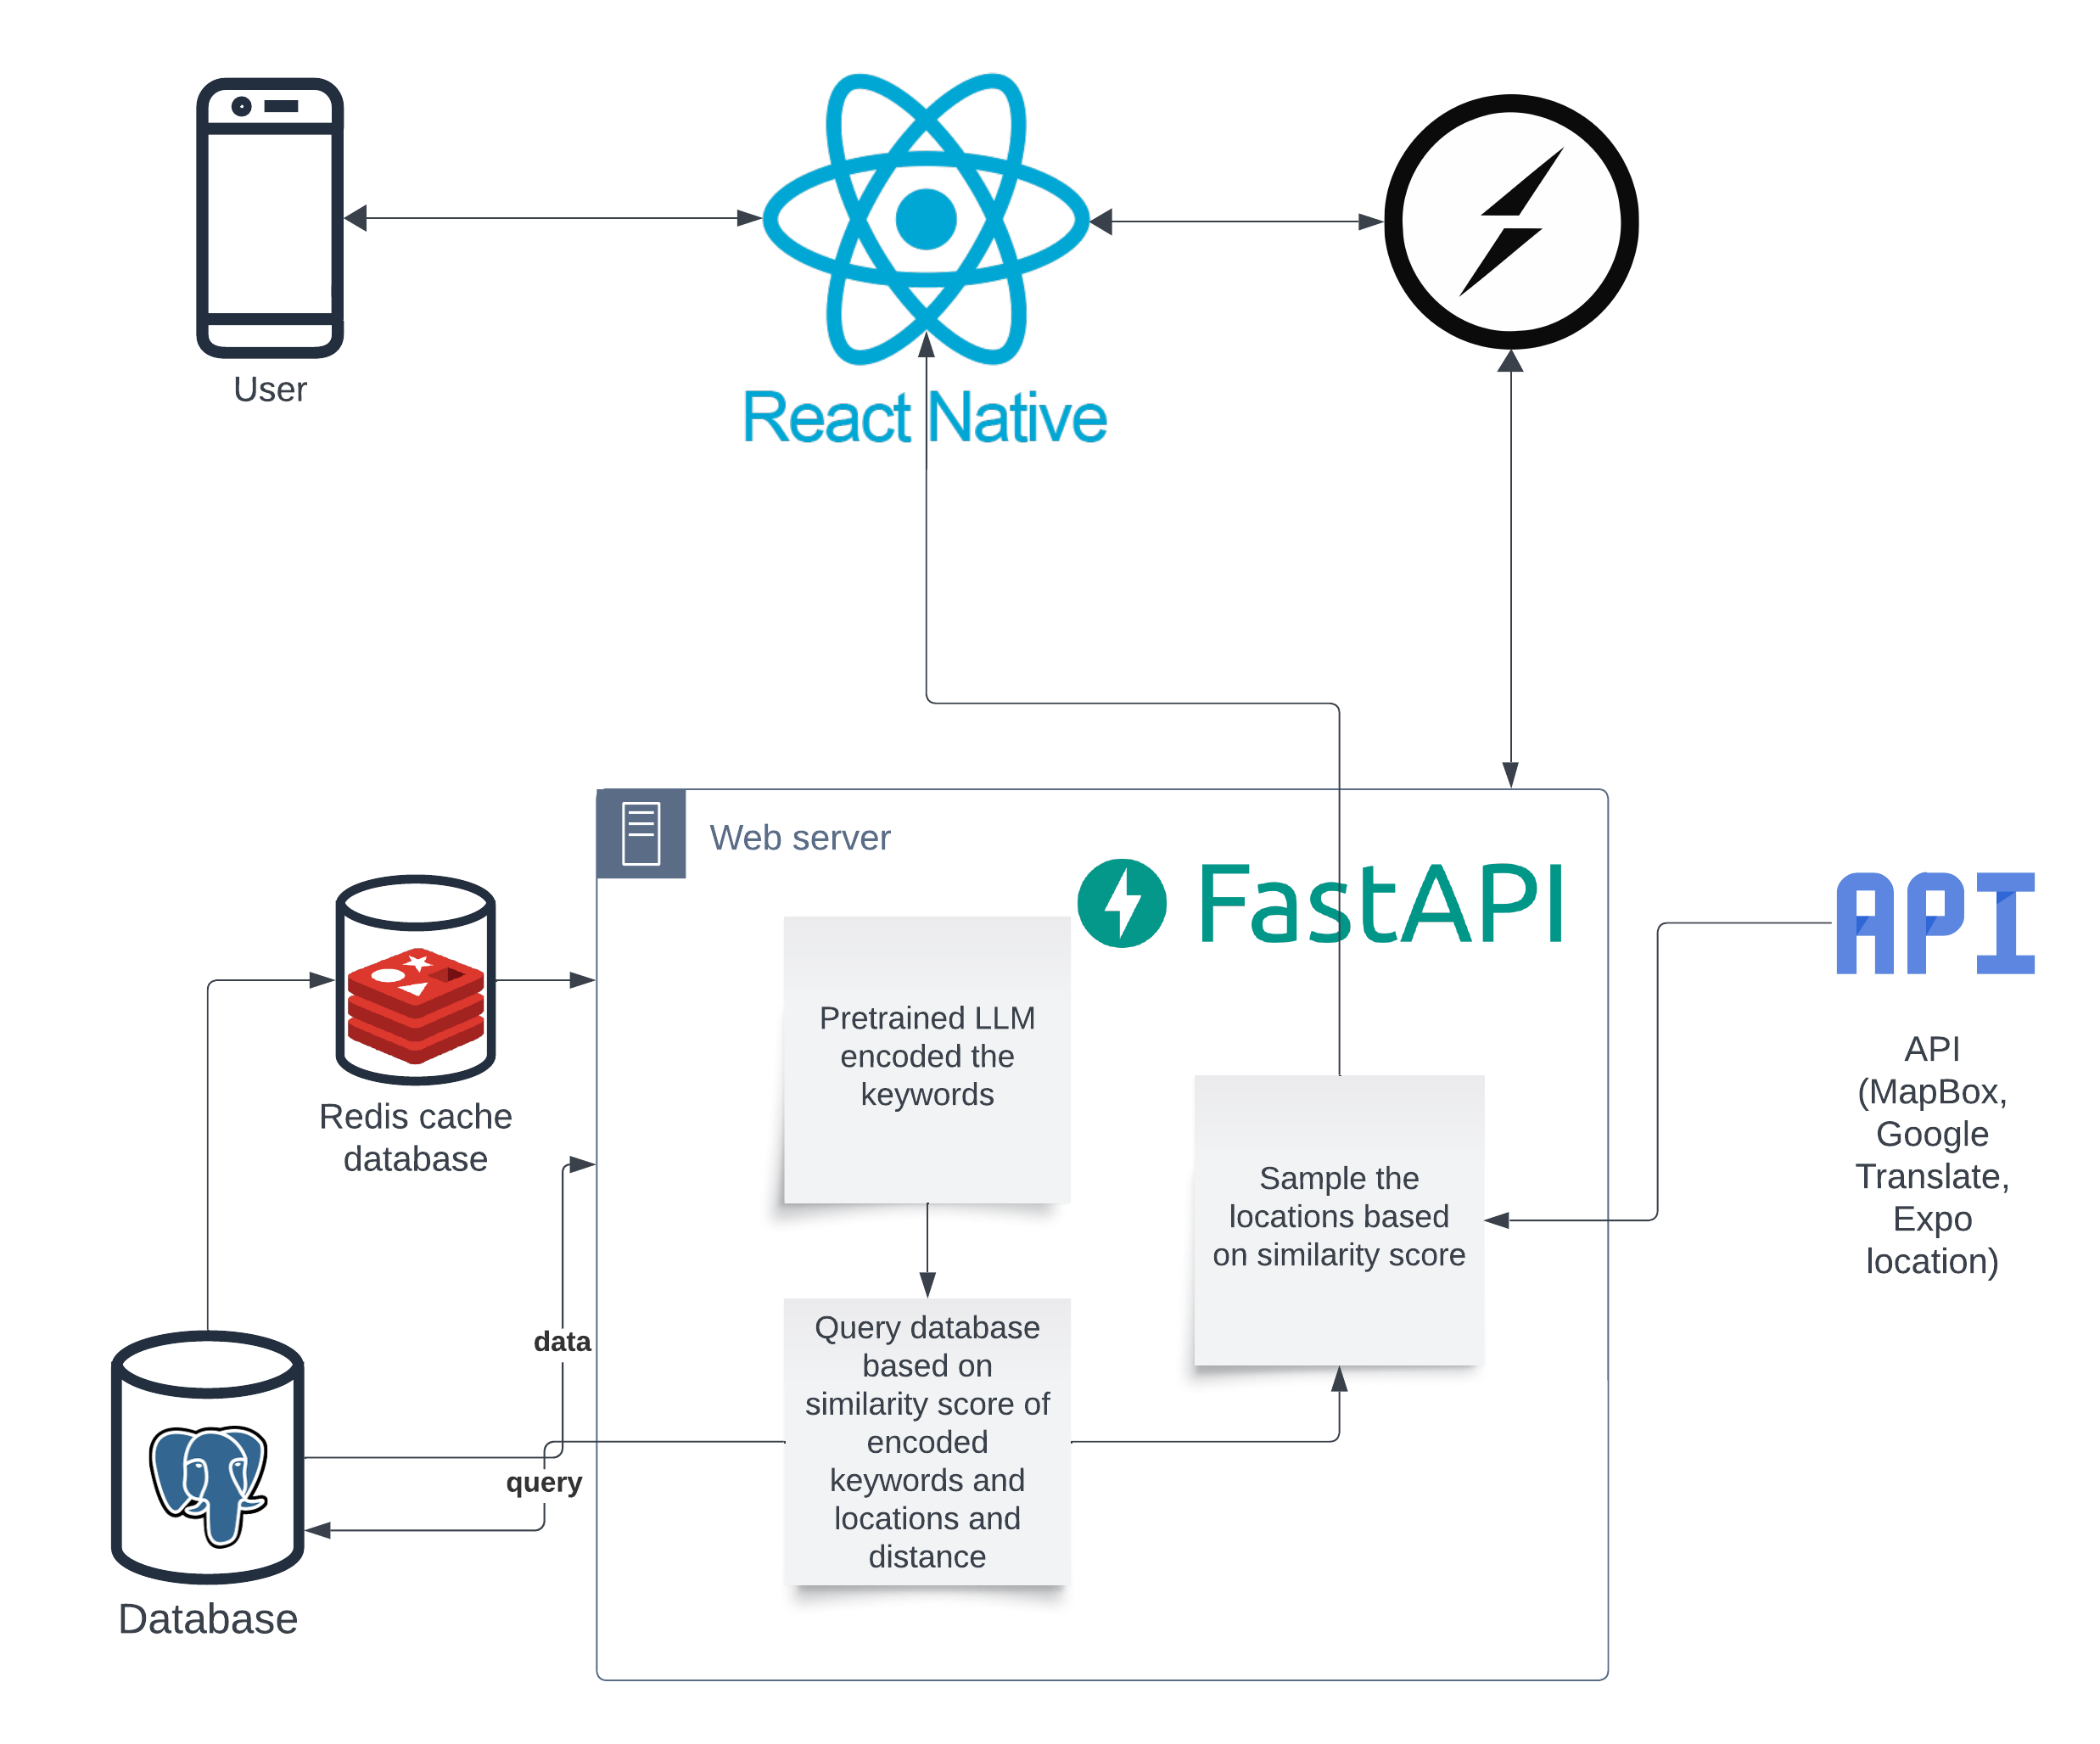 User
React Native
Web server
FastAPI
Pretrained LLM
encoded the
keywords
API
API
(MapBox,
Google
Translate,
Expo
location)
Redis cache
database
Sample the
locations based
on similarity score
data
Query database
based on
similarity score of
encoded
keywords and
locations and
distance
query
Database